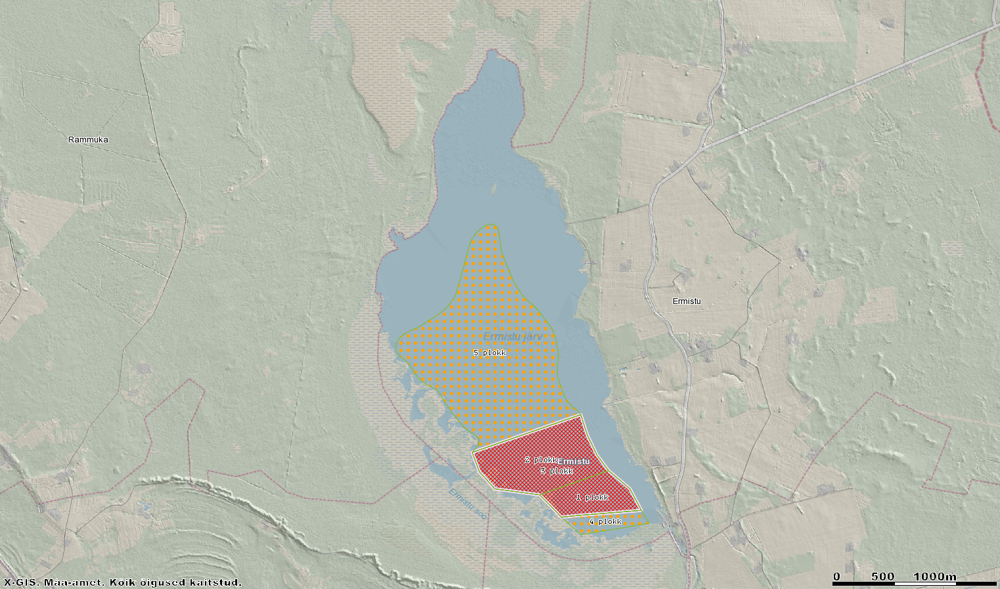 Rammuka
Ermistu
Ermistu järv
5 plokk
2 plokk
Ermistu
3 plokk
1 plokk
Ermistu soo
4 plokk
0 500 1000m
X-GIS. Maa-amet. Kõik õigused kaitstud.